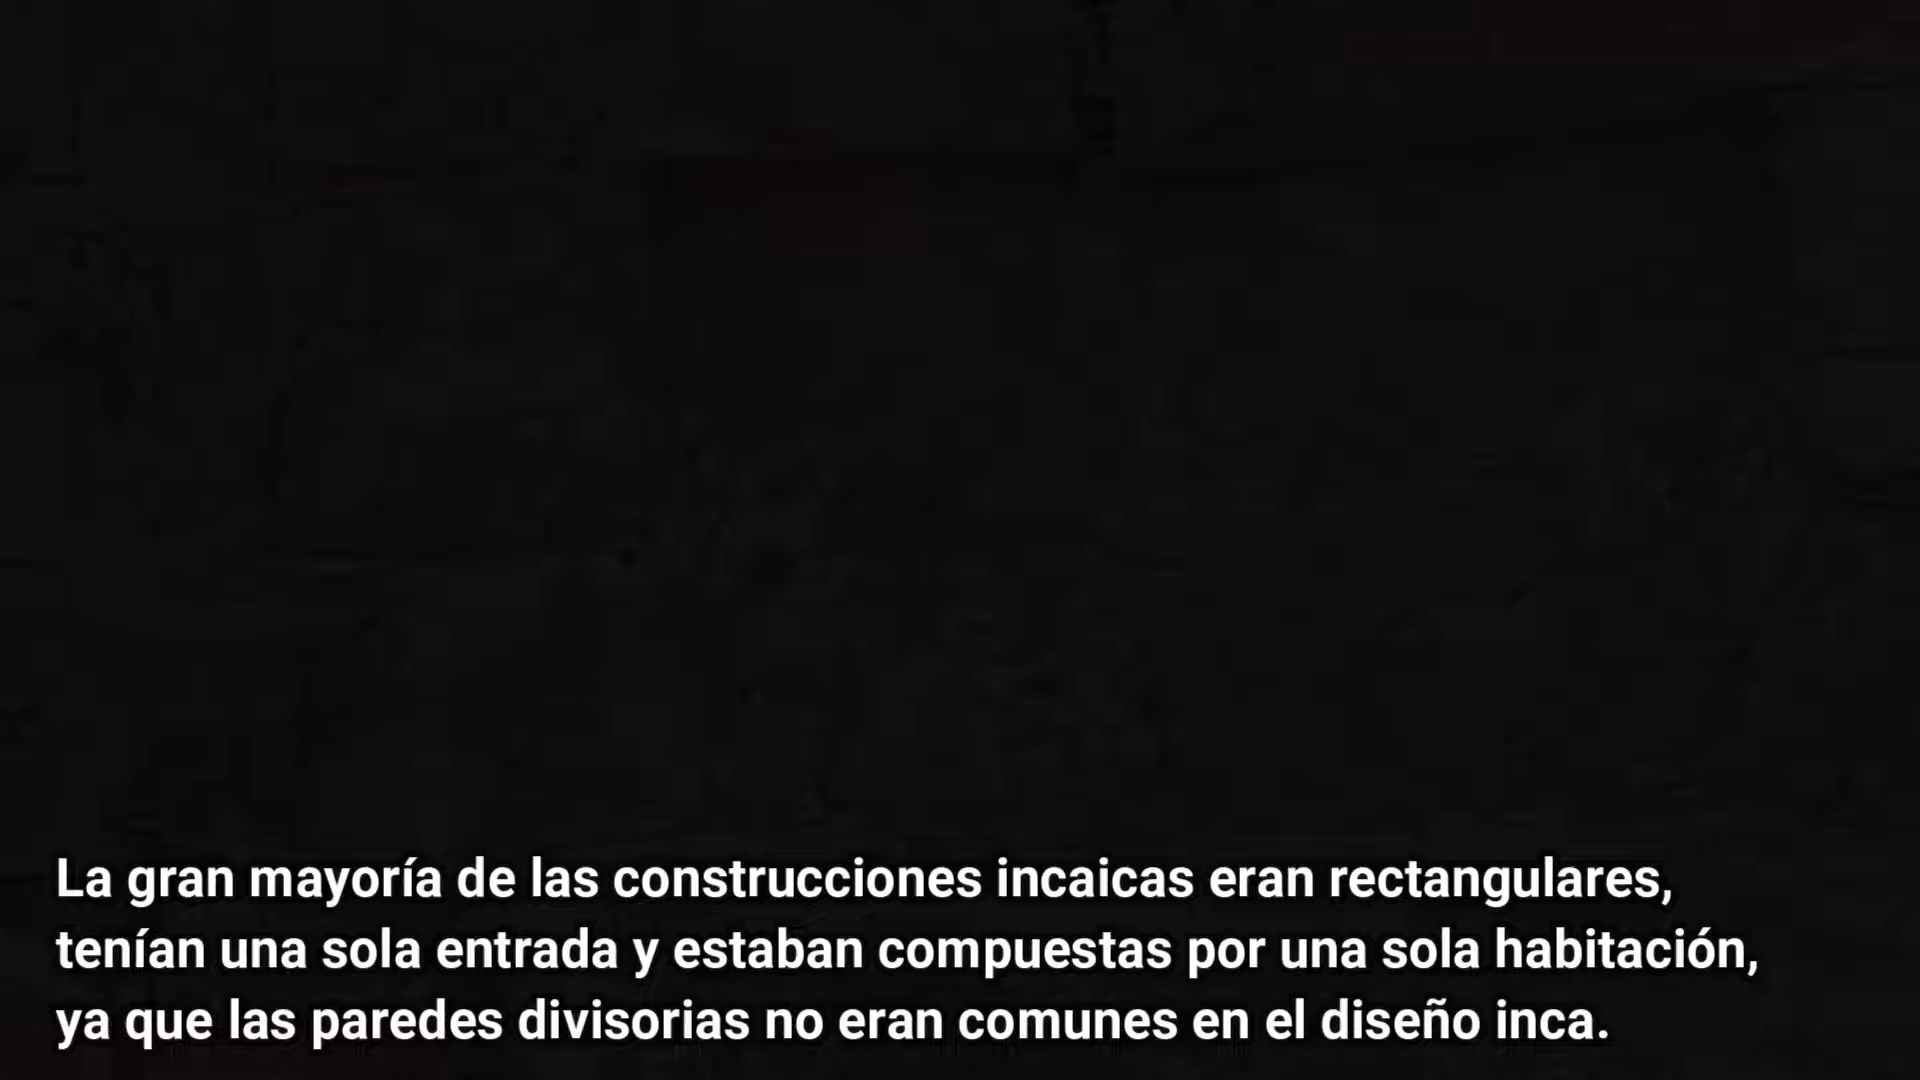 La gran mayoría de las construcciones incaicas eran rectangulares,
tenían una sola entrada y estaban compuestas por una sola habitación,
ya que las paredes divisorias no eran comunes en el diseño inca.